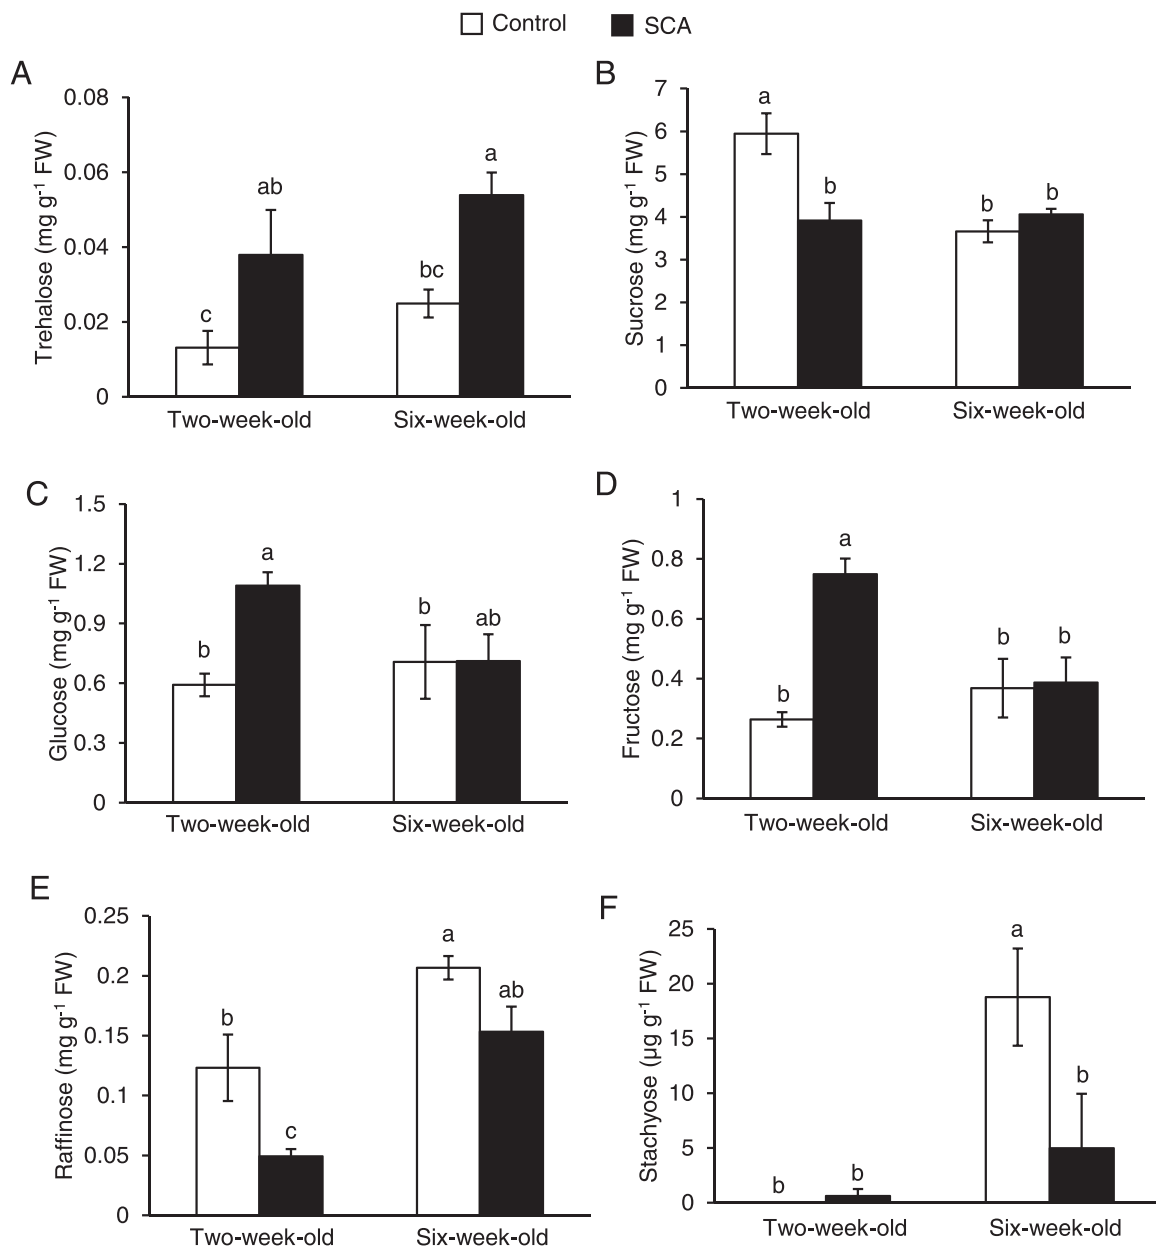 Control SCA
A
Trehalose (mg g⁻¹ FW)
0.08
0.06
0.04
0.02
0
c
ab
bc
a
Two-week-old Six-week-old
B
Sucrose (mg g⁻¹ FW)
7
6
5
4
3
2
1
0
a
b
b
b
Two-week-old Six-week-old
C
Glucose (mg g⁻¹ FW)
1.5
1.2
0.9
0.6
0.3
0
b
a
b
ab
Two-week-old Six-week-old
D
Fructose (mg g⁻¹ FW)
1
0.8
0.6
0.4
0.2
0
b
a
b
b
Two-week-old Six-week-old
E
Raffinose (mg g⁻¹ FW)
0.25
0.2
0.15
0.1
0.05
0
b
c
a
ab
Two-week-old Six-week-old
F
Stachyose (µg g⁻¹ FW)
25
20
15
10
5
0
b
b
a
b
Two-week-old Six-week-old